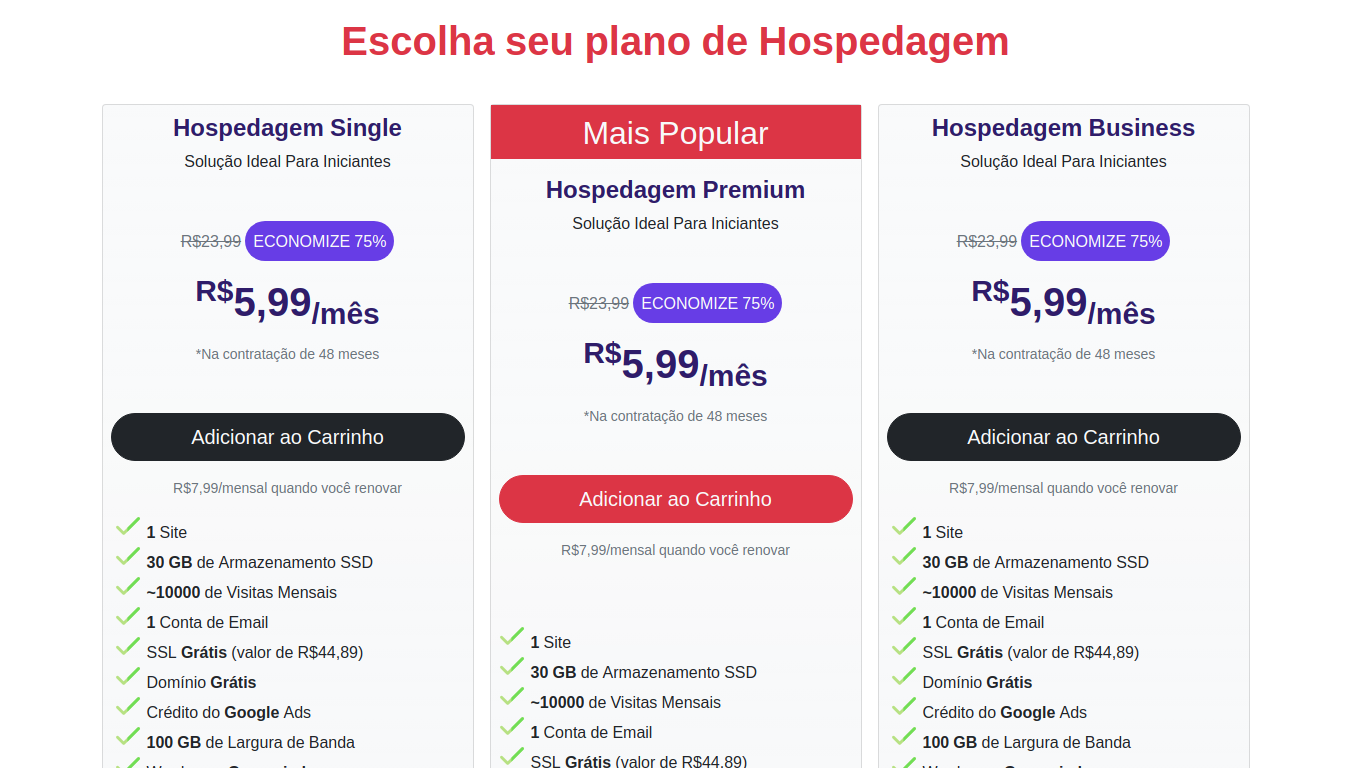 Escolha seu plano de Hospedagem
Hospedagem Single
Solução Ideal Para Iniciantes
R$23,99 ECONOMIZE 75%
R$5,99/mês
*Na contratação de 48 meses
Adicionar ao Carrinho
R$7,99/mensal quando você renovar
1 Site
30 GB de Armazenamento SSD
~10000 de Visitas Mensais
1 Conta de Email
SSL Grátis (valor de R$44,89)
Domínio Grátis
Crédito do Google Ads
100 GB de Largura de Banda
Mais Popular
Hospedagem Premium
Solução Ideal Para Iniciantes
R$23,99 ECONOMIZE 75%
R$5,99/mês
*Na contratação de 48 meses
Adicionar ao Carrinho
R$7,99/mensal quando você renovar
1 Site
30 GB de Armazenamento SSD
~10000 de Visitas Mensais
1 Conta de Email
SSL Grátis (valor de R$44,89)
Hospedagem Business
Solução Ideal Para Iniciantes
R$23,99 ECONOMIZE 75%
R$5,99/mês
*Na contratação de 48 meses
Adicionar ao Carrinho
R$7,99/mensal quando você renovar
1 Site
30 GB de Armazenamento SSD
~10000 de Visitas Mensais
1 Conta de Email
SSL Grátis (valor de R$44,89)
Domínio Grátis
Crédito do Google Ads
100 GB de Largura de Banda